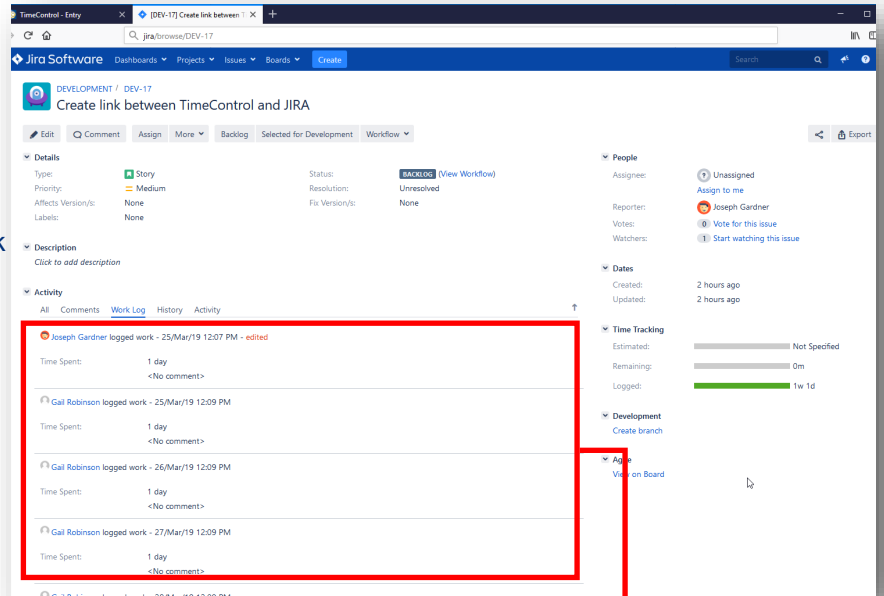 TimeControl - Entry
[DEV-17] Create link between T
jira/browse/DEV-17
Jira Software Dashboards Projects Issues Boards Create Search
DEVELOPMENT / DEV-17
Create link between TimeControl and JIRA
Edit Comment Assign More Backlog Selected for Development Workflow Export
Details
Type: Story Status: BACKLOG (View Workflow)
Priority: Medium Resolution: Unresolved
Affects Version/s: None Fix Version/s: None
Labels: None
Description
Click to add description
Activity
All Comments Work Log History Activity
Joseph Gardner logged work - 25/Mar/19 12:07 PM - edited
Time Spent: 1 day
<No comment>
Gail Robinson logged work - 25/Mar/19 12:09 PM
Time Spent: 1 day
<No comment>
Gail Robinson logged work - 26/Mar/19 12:09 PM
Time Spent: 1 day
<No comment>
Gail Robinson logged work - 27/Mar/19 12:09 PM
Time Spent: 1 day
<No comment>
People
Assignee: Unassigned
Assign to me
Reporter: Joseph Gardner
Votes: 0 Vote for this issue
Watchers: 1 Start watching this issue
Dates
Created: 2 hours ago
Updated: 2 hours ago
Time Tracking
Estimated: Not Specified
Remaining: 0m
Logged: 1w 1d
Development
Create branch
Agile
View on Board